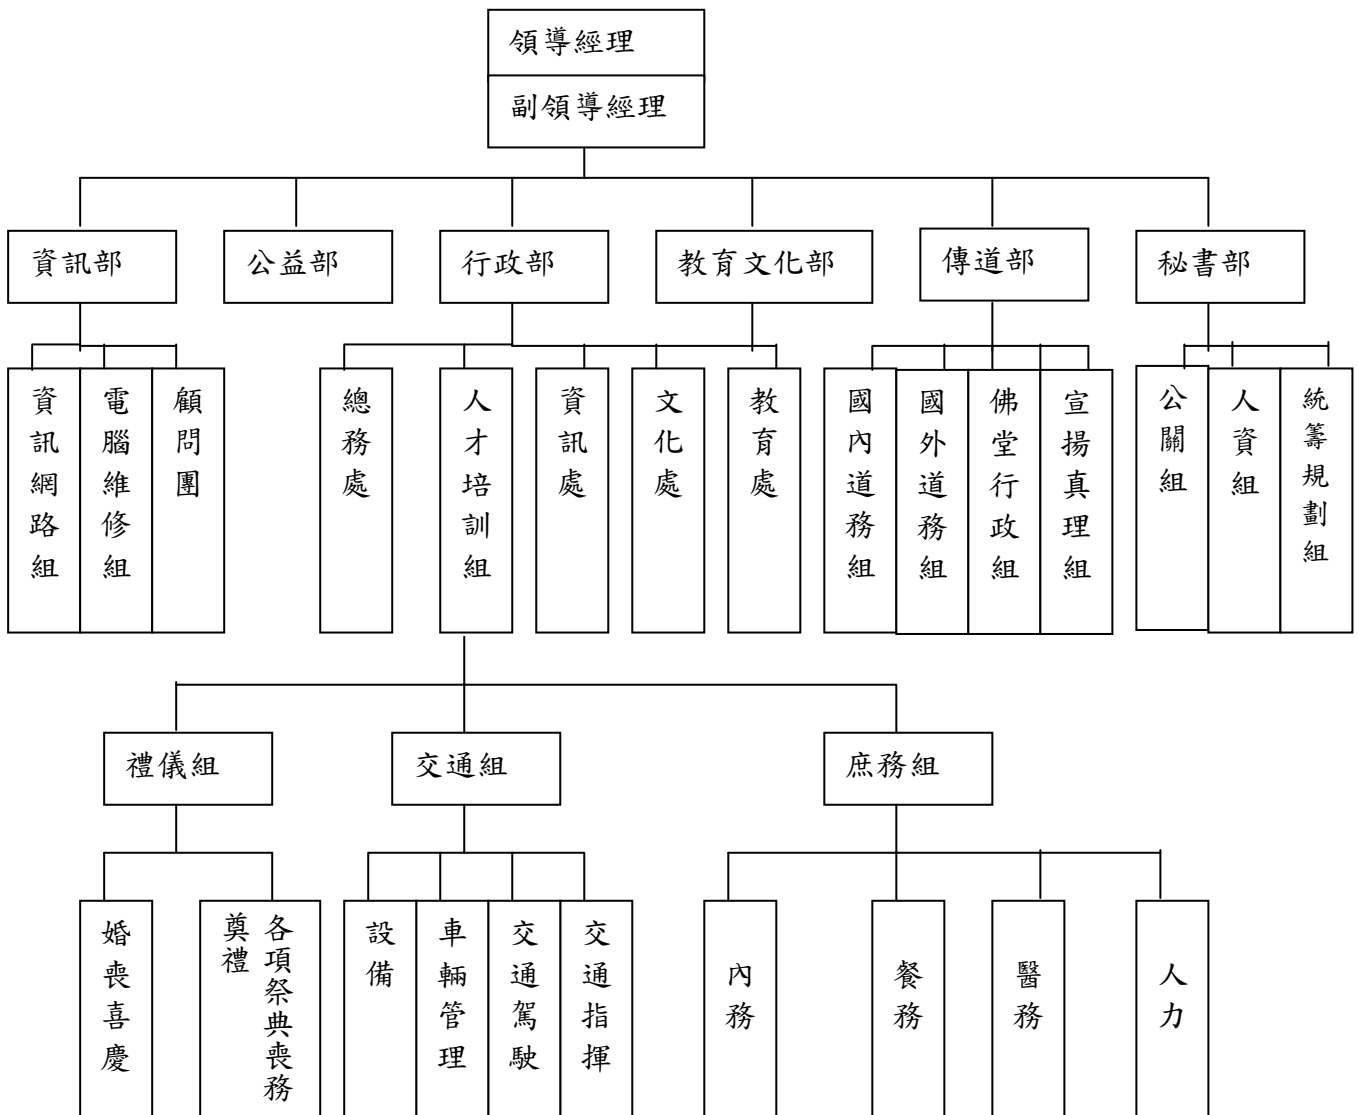 領導經理
副領導經理
資訊部
公益部
行政部
教育文化部
傳道部
秘書部
資訊網路組
電腦維修組
顧問團
總務處
人才培訓組
資訊處
文化處
教育處
國內道務組
國外道務組
佛堂行政組
宣揚真理組
公關組
人資組
統籌規劃組
禮儀組
交通組
庶務組
婚喪喜慶
各項祭典喪務
奠禮
設備
車輛管理
交通駕駛
交通指揮
內務
餐務
醫務
人力